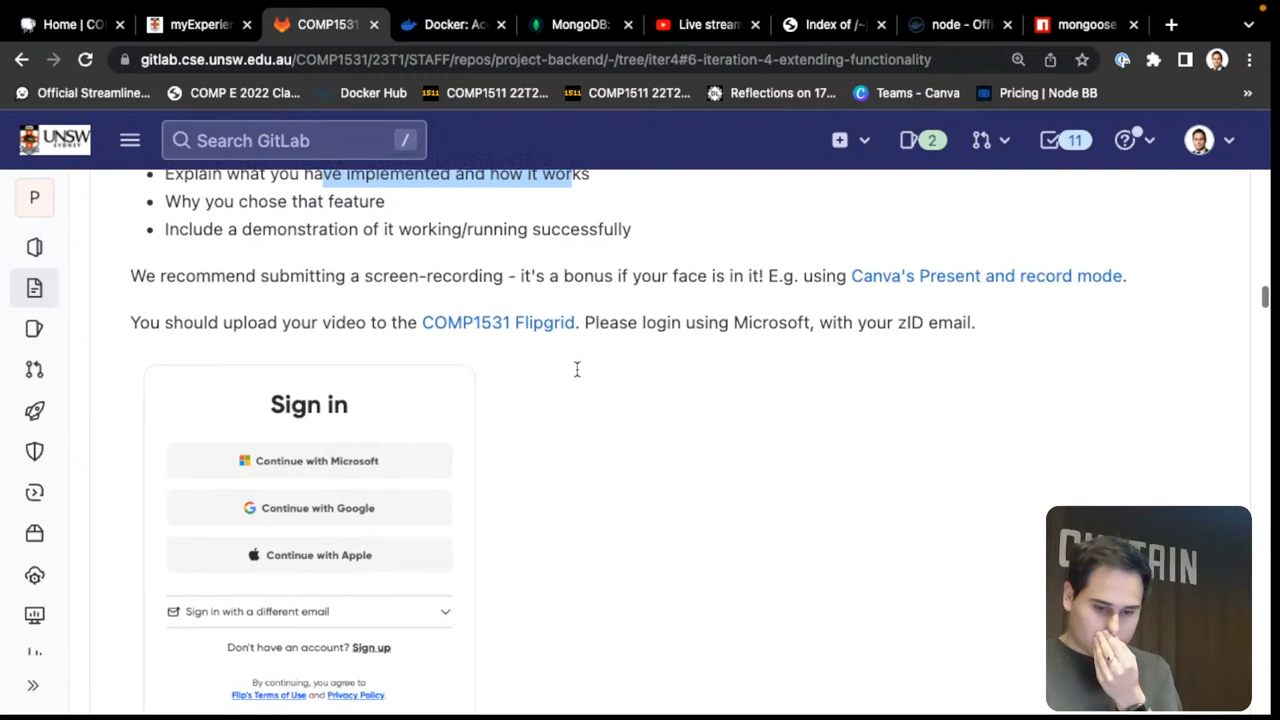 Home | CO
myExperie
COMP1531
Docker: Ac
MongoDB:
Live stream
Index of /
node - Offi
mongoose
gitlab.cse.unsw.edu.au/COMP1531/23T1/STAFF/repo/project-backend/-/tree/iter4#6-iteration-4-extending-functionality
Official Streamline...
COMP E 2022 Cla...
Docker Hub
COMP1511 22T2...
COMP1511 22T2...
Reflections on 17...
Teams - Canva
Pricing | Node BB
»
UNSW
SYDNEY
Search GitLab
/
2
11
P
• Explain what you have implemented and how it works
• Why you chose that feature
• Include a demonstration of it working/running successfully
We recommend submitting a screen-recording - it's a bonus if your face is in it! E.g. using Canva's Present and record mode.
You should upload your video to the COMP1531 Flipgrid. Please login using Microsoft, with your zID email.
Sign in
Continue with Microsoft
Continue with Google
Continue with Apple
Sign in with a different email
Don't have an account? Sign up
By continuing, you agree to
Flip's Terms of Use and Privacy Policy.